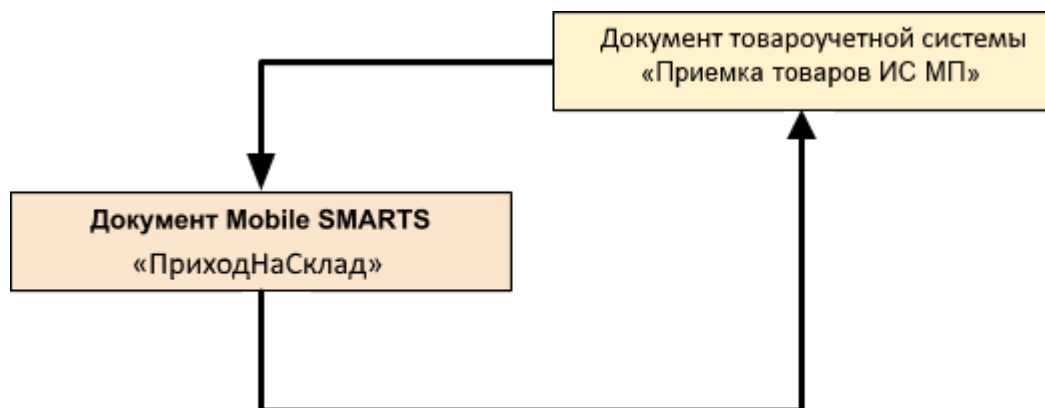 Документ товароучетной системы
«Приемка товаров ИС МП»
Документ Mobile SMARTS
«ПриходНаСклад»